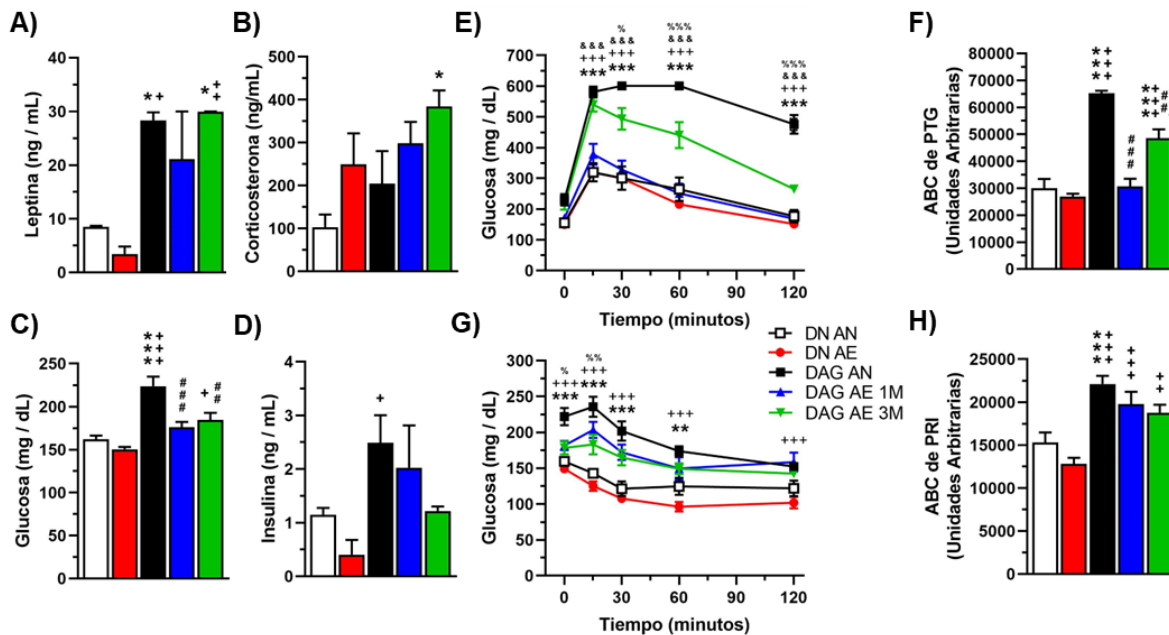 A)
Leptina (ng / mL)
40
30
20
10
0
* +
* + +
B)
Corticosterona (ng/mL)
500
400
300
200
100
0
*
C)
Glucosa (mg / dL)
250
200
150
100
50
0
* * *
+ + +
# # #
+ # #
D)
Insulina (ng / mL)
4
3
2
1
0
+
E)
Glucosa (mg / dL)
700
600
500
400
300
200
100
& & &
+++
***
%
& & &
+++
***
%%%
& & &
+++
***
%%%
& & &
+++
***
0 30 60 90 120
Tiempo (minutos)
G)
Glucosa (mg / dL)
350
300
250
200
150
100
50
0
%
+++
***
%%
+++
***
+++
***
+++
**
+++
DN AN
DN AE
DAG AN
DAG AE 1M
DAG AE 3M
0 30 60 90 120
Tiempo (minutos)
F)
ABC de PTG
(Unidades Arbitrarias)
80000
70000
60000
50000
40000
30000
20000
10000
0
* * *
+ + +
# # #
H)
ABC de PRI
(Unidades Arbitrarias)
25000
20000
15000
10000
5000
0
* * *
+ + +
+ + +
+ +